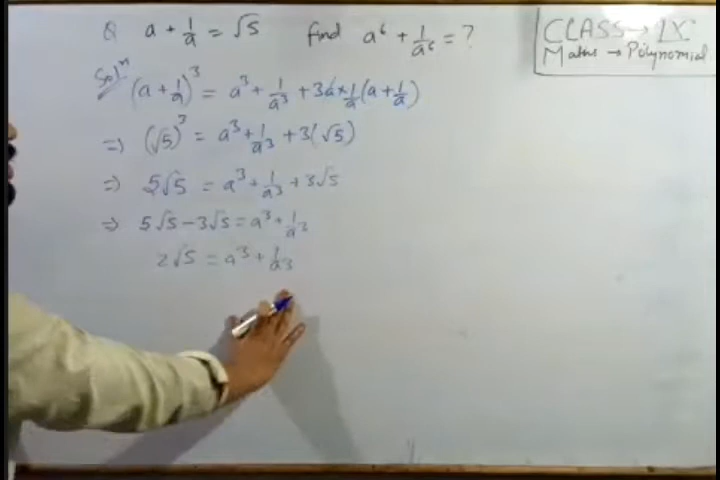 Q a + 1/a = √5 find a⁶ + 1/a⁶ = ?
CLASS → IX
Maths → Polynomial
Solⁿ (a + 1/a)³ = a³ + 1/a³ + 3a × 1/a (a + 1/a)
⇒ (√5)³ = a³ + 1/a³ + 3(√5)
⇒ 5√5 = a³ + 1/a³ + 3√5
⇒ 5√5 - 3√5 = a³ + 1/a³
2√5 = a³ + 1/a³